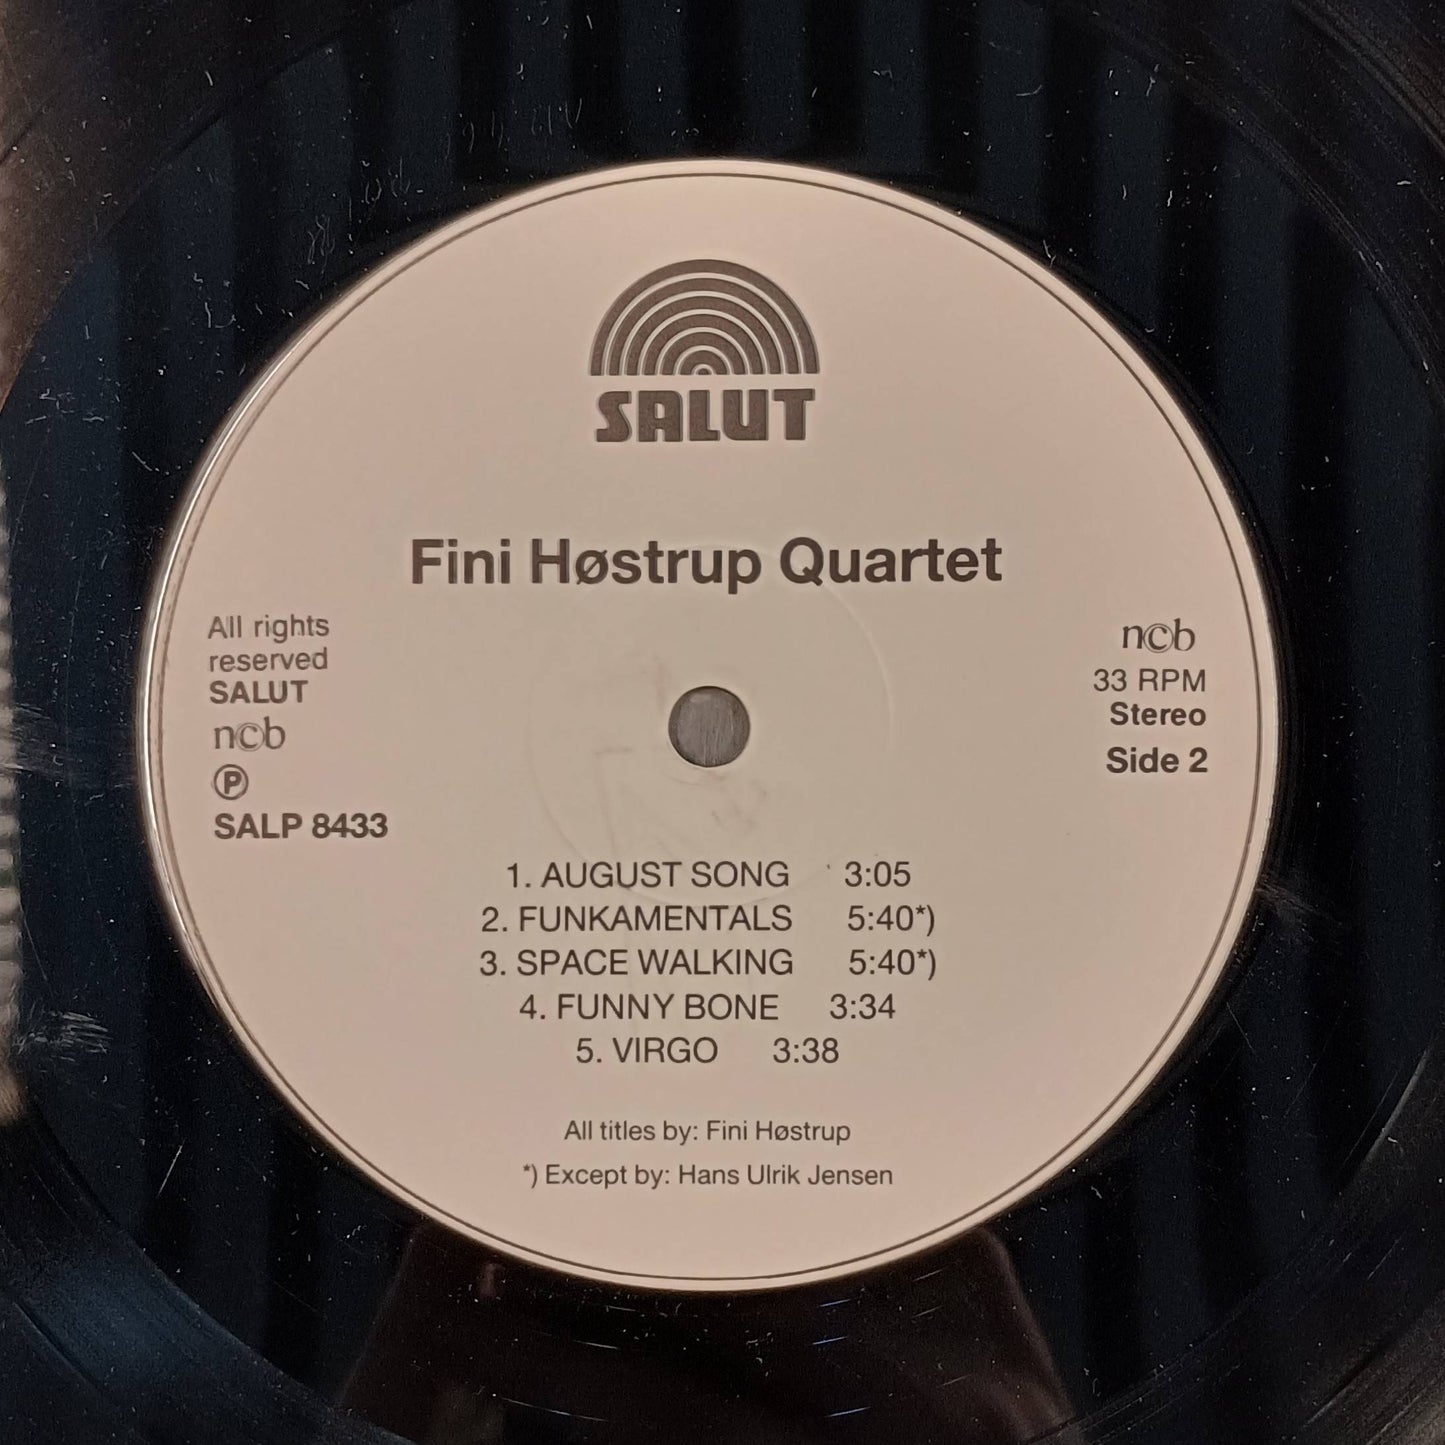 SALUT
Fini Høstrup Quartet
All rights
reserved
SALUT
ncb
Ⓟ
SALP 8433
ncb
33 RPM
Stereo
Side 2
1. AUGUST SONG 3:05
2. FUNKAMENTALS 5:40*)
3. SPACE WALKING 5:40*)
4. FUNNY BONE 3:34
5. VIRGO 3:38
All titles by: Fini Høstrup
*) Except by: Hans Ulrik Jensen